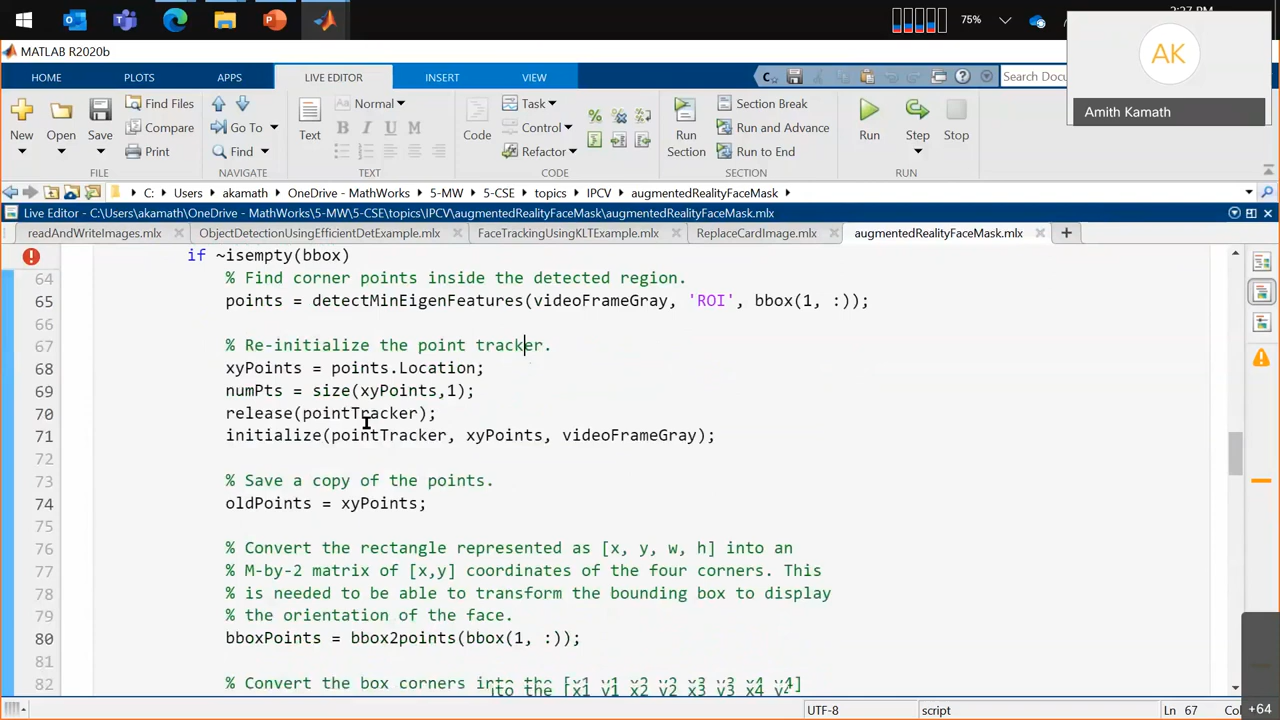 75%
2:27 PM
MATLAB R2020b
AK
Amith Kamath
HOME PLOTS APPS LIVE EDITOR INSERT VIEW
Search Docu
New
Open
Save
Find Files
Compare
Print
Go To
Find
Text
Normal
B I U M
Code
Task
Control
Refactor
Run Section
Section Break
Run and Advance
Run to End
Run
Step
Stop
FILE NAVIGATE TEXT CODE SECTION RUN
C: Users akamath OneDrive - MathWorks 5-MW 5-CSE topics IPCV augmentedRealityFaceMask
Live Editor - C:\Users\akamath\OneDrive - MathWorks\5-MW\5-CSE\topics\IPCV\augmentedRealityFaceMask\augmentedRealityFaceMask.mlx
readAndWriteImages.mlx ObjectDetectionUsingEfficientDetExample.mlx FaceTrackingUsingKLTExample.mlx ReplaceCardImage.mlx augmentedRealityFaceMask.mlx
if ~isempty(bbox)
64 % Find corner points inside the detected region.
65 points = detectMinEigenFeatures(videoFrameGray, 'ROI', bbox(1, :));
66
67 % Re-initialize the point tracker.
68 xyPoints = points.Location;
69 numPts = size(xyPoints,1);
70 release(pointTracker);
71 initialize(pointTracker, xyPoints, videoFrameGray);
72
73 % Save a copy of the points.
74 oldPoints = xyPoints;
75
76 % Convert the rectangle represented as [x, y, w, h] into an
77 % M-by-2 matrix of [x,y] coordinates of the four corners. This
78 % is needed to be able to transform the bounding box to display
79 % the orientation of the face.
80 bboxPoints = bbox2points(bbox(1, :));
81
82 % Convert the box corners into the [x1 y1 x2 y2 x3 y3 x4 y4]
UTF-8 script Ln 67 Co
+64